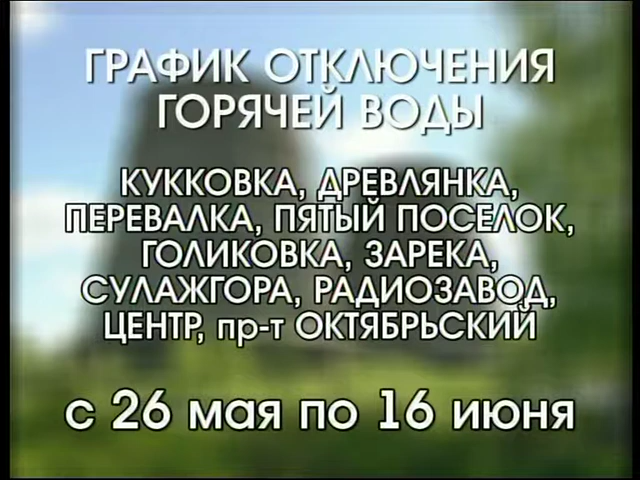 ГРАФИК ОТКЛЮЧЕНИЯ
ГОРЯЧЕЙ ВОДЫ
КУККОВКА, ДРЕВЛЯНКА,
ПЕРЕВАЛКА, ПЯТЫЙ ПОСЕЛОК,
ГОЛИКОВКА, ЗАРЕКА,
СУЛАЖГОРА, РАДИОЗАВОД,
ЦЕНТР, пр-т ОКТЯБРЬСКИЙ
с 26 мая по 16 июня